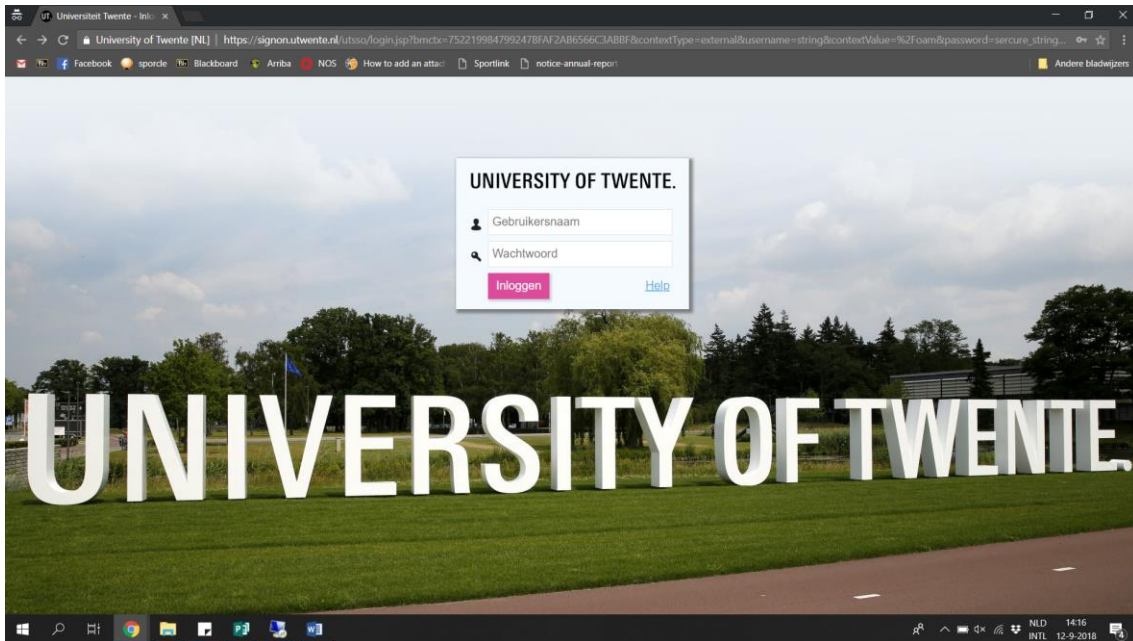 UT. Universiteit Twente - Inlo
University of Twente [NL] | https://signon.utwente.nl/utsso/login.jsp?bmctx=752219984799247BFAF2AB6566C3ABBF&contextType=external&username=string&contextValue=%2Foam&password=sercure_string...
Facebook sporcle Blackboard Arriba NOS How to add an attac Sportlink notice-annual-report Andere bladwijzers
UNIVERSITY OF TWENTE.
Gebruikersnaam
Wachtwoord
Inloggen Help
UNIVERSITY OF TWENTE.
NLD 14:16
INTL 12-9-2018